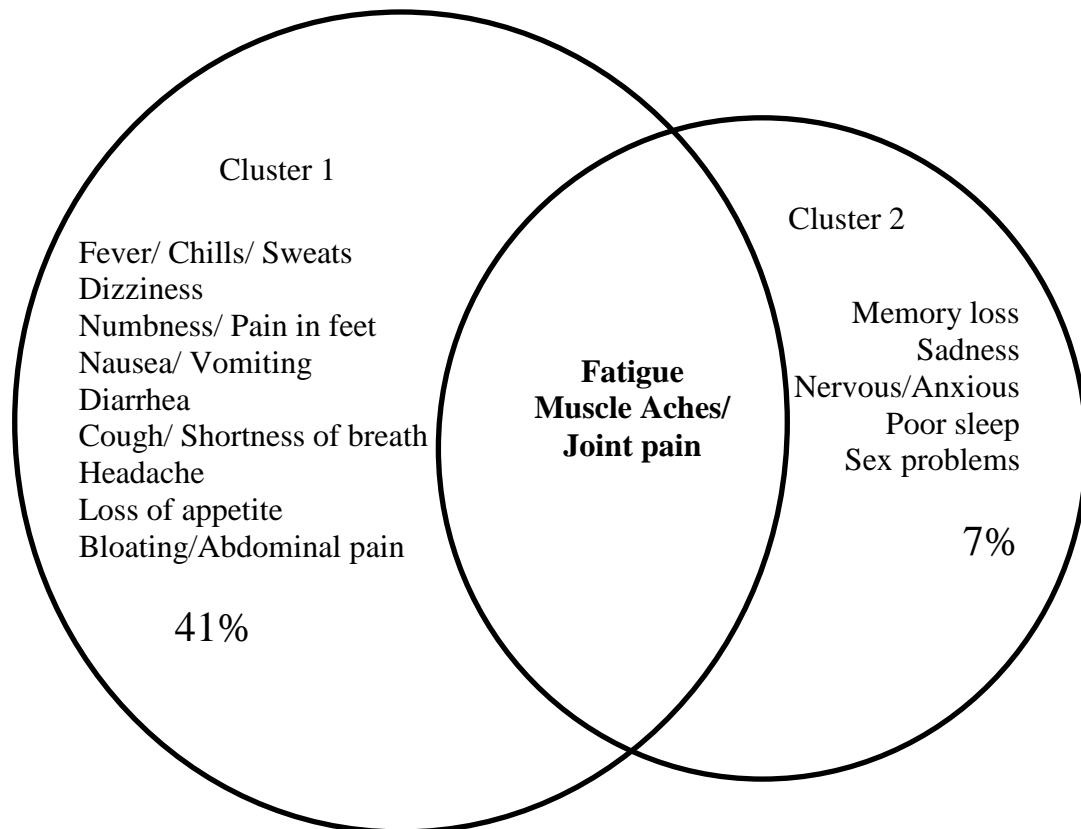 Cluster 1
Fever/ Chills/ Sweats
Dizziness
Numbness/ Pain in feet
Nausea/ Vomiting
Diarrhea
Cough/ Shortness of breath
Headache
Loss of appetite
Bloating/Abdominal pain
41%
Fatigue
Muscle Aches/
Joint pain
Cluster 2
Memory loss
Sadness
Nervous/Anxious
Poor sleep
Sex problems
7%